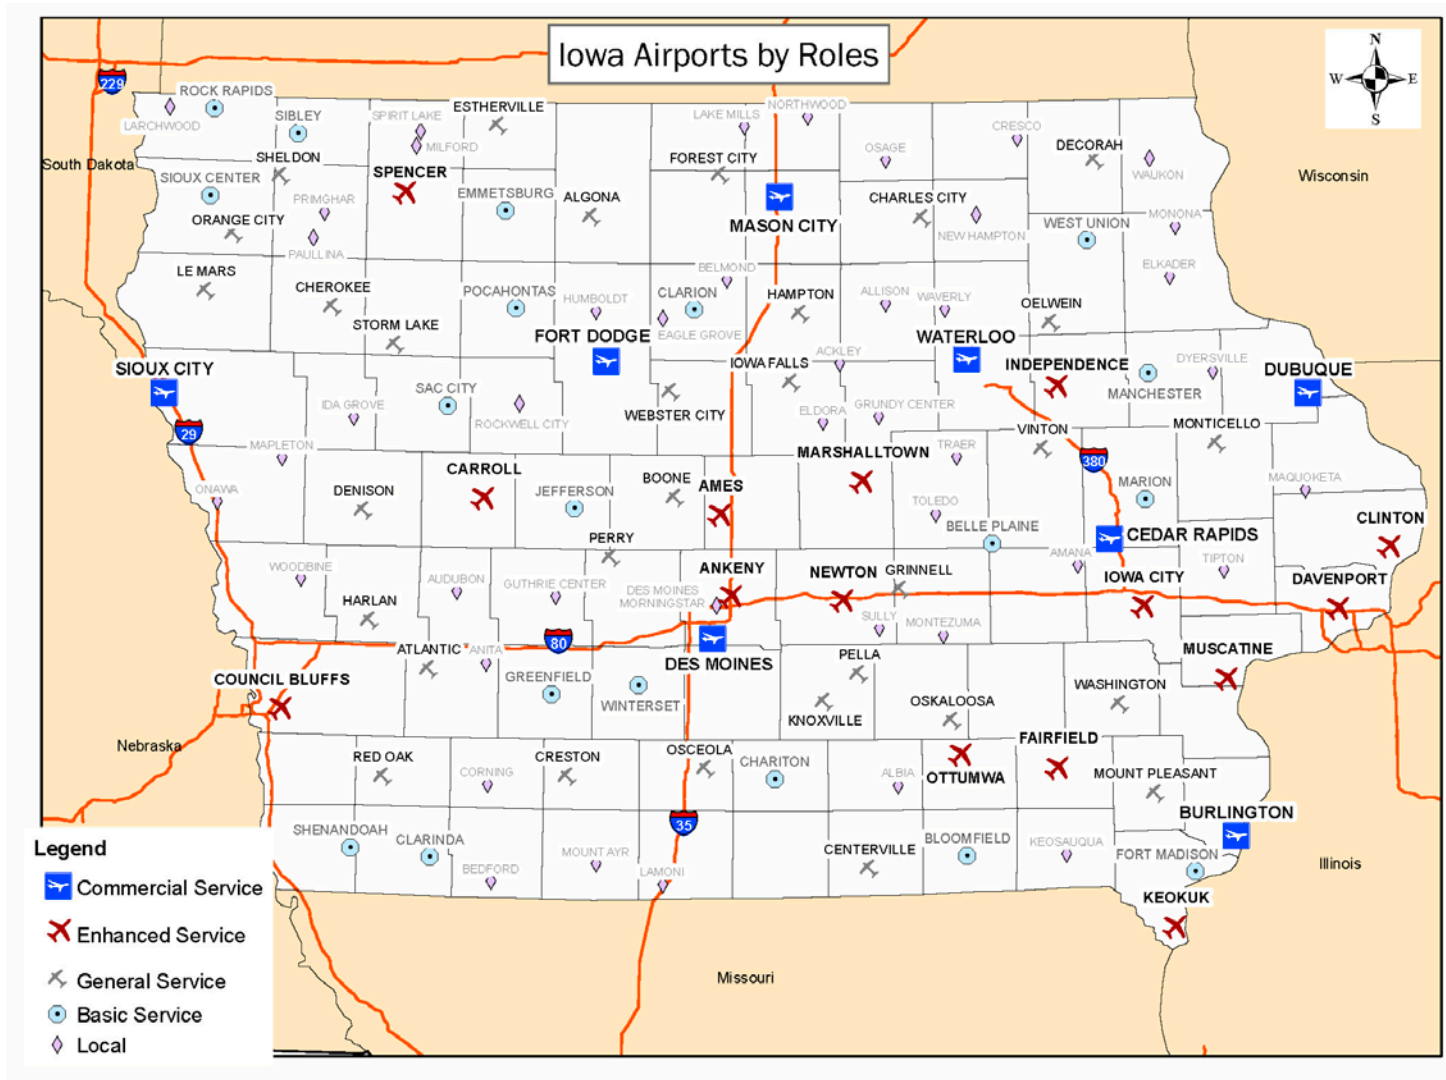 Iowa Airports by Roles
N
W E
S
229
ROCK RAPIDS
LARCHWOOD
SIBLEY
SPIRIT LAKE
ESTHERVILLE
MILFORD
LAKE MILLS
NORTHWOOD
CRESCO
DECORAH
OSAGE
FOREST CITY
WAUKON
South Dakota
SHELDON
SIOUX CENTER
SPENCER
Wisconsin
PRIMGHAR
EMMETSBURG
ALGONA
CHARLES CITY
ORANGE CITY
MASON CITY
NEW HAMPTON
WEST UNION
MONONA
PAULLINA
LE MARS
CHEROKEE
BELMOND
ELKADER
POCAHONTAS
HUMBOLDT
CLARION
HAMPTON
ALLISON
WAVERLY
OELWEIN
STORM LAKE
FORT DODGE
EAGLE GROVE
WATERLOO
SIOUX CITY
IOWA FALLS
ACKLEY
INDEPENDENCE
DYERSVILLE
DUBUQUE
MANCHESTER
SAC CITY
IDA GROVE
ROCKWELL CITY
WEBSTER CITY
ELDORA
GRUNDY CENTER
VINTON
MONTICELLO
29
MAPLETON
MARSHALLTOWN
TRAER
380
CARROLL
BOONE
AMES
MARION
MAQUOKETA
ONAWA
DENISON
JEFFERSON
TOLEDO
BELLE PLAINE
CLINTON
PERRY
CEDAR RAPIDS
AMANA
TIPTON
WOODBINE
AUDUBON
GUTHRIE CENTER
ANKENY
NEWTON
GRINNELL
IOWA CITY
DAVENPORT
DES MOINES
MORNINGSTAR
HARLAN
SULLY
MONTEZUMA
80
ATLANTIC
ANITA
DES MOINES
PELLA
MUSCATINE
COUNCIL BLUFFS
GREENFIELD
WINTERSET
WASHINGTON
KNOXVILLE
OSKALOOSA
Nebraska
FAIRFIELD
RED OAK
CRESTON
OSCEOLA
CHARITON
CORNING
ALBIA
OTTUMWA
MOUNT PLEASANT
BURLINGTON
35
SHENANDOAH
CLARINDA
MOUNT AYR
CENTERVILLE
BLOOMFIELD
KEOSAUQUA
FORT MADISON
Illinois
BEDFORD
LAMONI
KEOKUK
Missouri
Legend
Commercial Service
Enhanced Service
General Service
Basic Service
Local